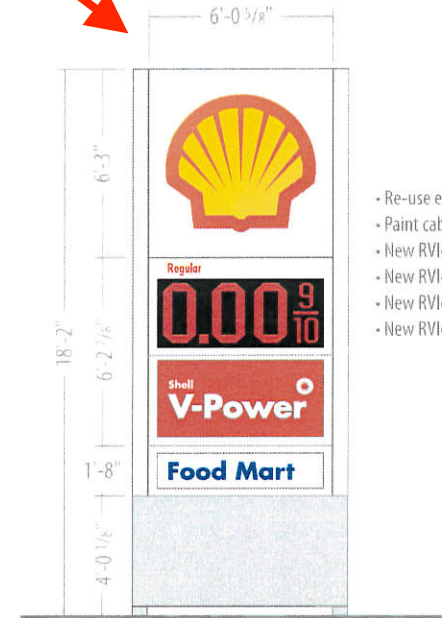 6'-0 5/8"
6'-3"
• Re-use e
• Paint cab
• New RVI
• New RVI
• New RVI
• New RVI
Regular
0.00 9/10
18'-2"
6'-2 7/8"
Shell
V-Power
1'-8"
Food Mart
4'-0 1/8"